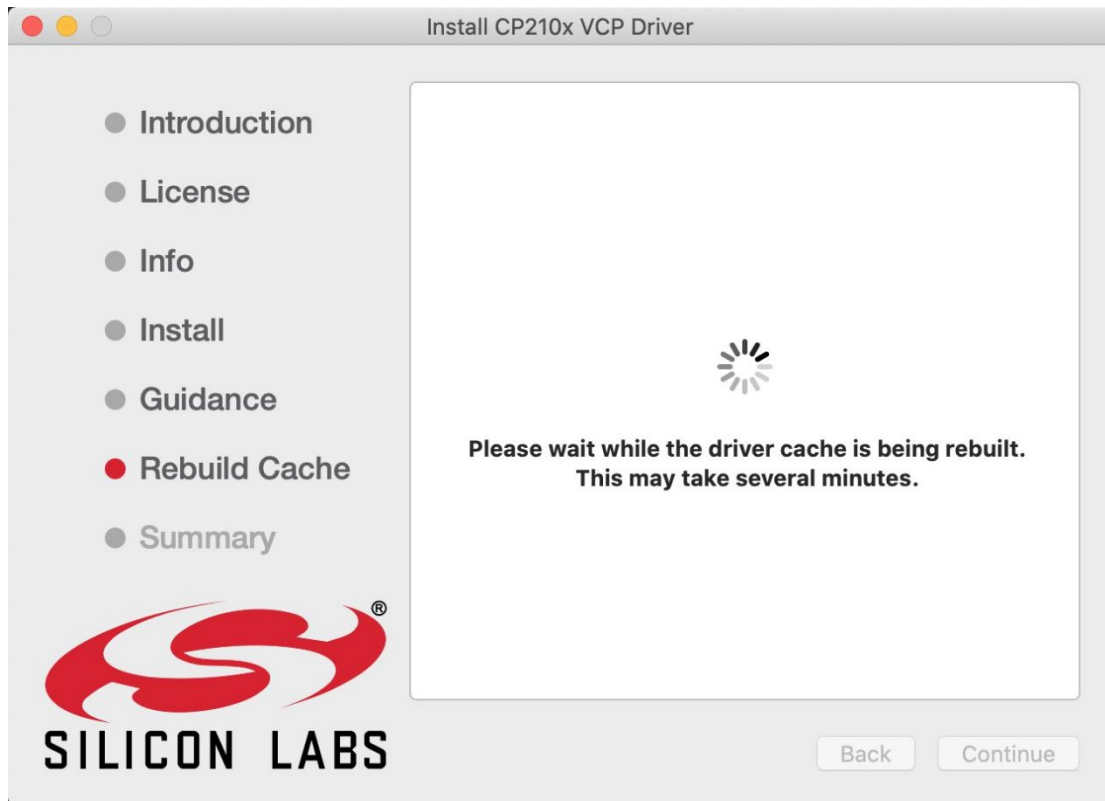 Install CP210x VCP Driver
Introduction
License
Info
Install
Guidance
Rebuild Cache
Summary
Please wait while the driver cache is being rebuilt.
This may take several minutes.
®
SILICON LABS
Back
Continue